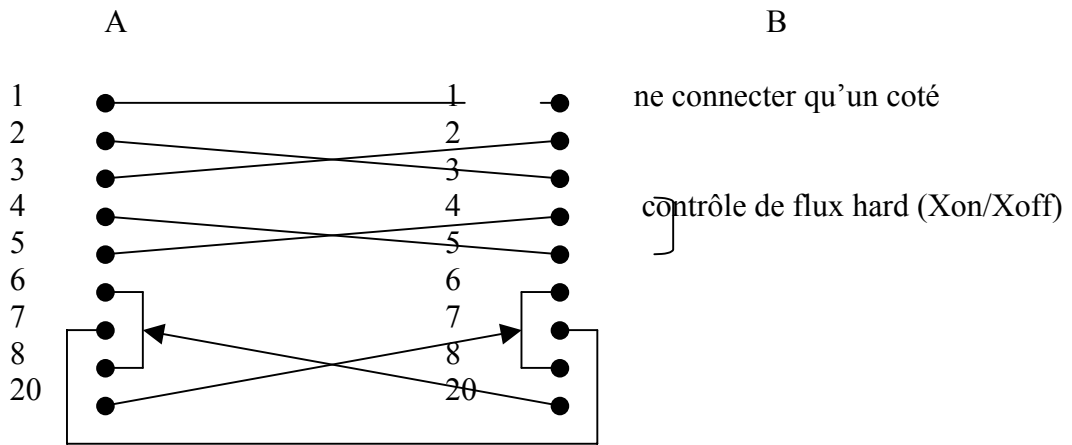 A B
1 1 ne connecter qu’un coté
2 2
3 3
4 4 contrôle de flux hard (Xon/Xoff)
5 5
6 6
7 7
8 8
20 20